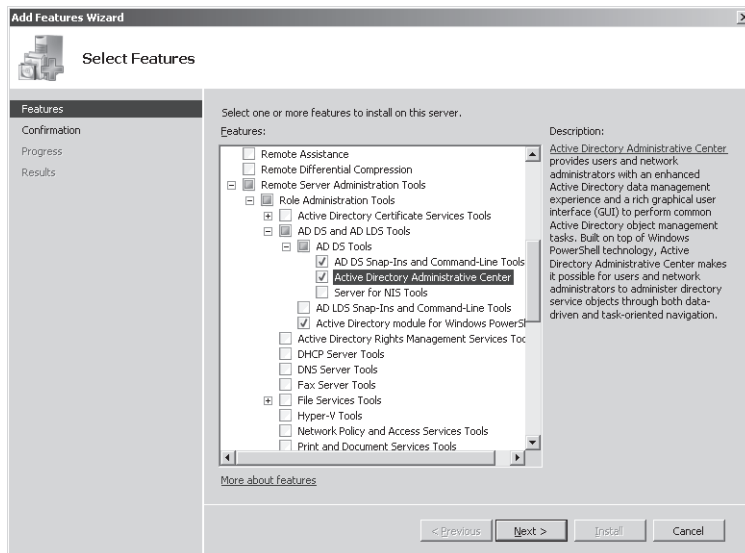 Add Features Wizard
Select Features
Features
Confirmation
Progress
Results
Select one or more features to install on this server.
Features:
Remote Assistance
Remote Differential Compression
Remote Server Administration Tools
Role Administration Tools
Active Directory Certificate Services Tools
AD DS and AD LDS Tools
AD DS Tools
AD DS Snap-Ins and Command-Line Tools
Active Directory Administrative Center
Server for NIS Tools
AD LDS Snap-Ins and Command-Line Tools
Active Directory module for Windows PowerSh
Active Directory Rights Management Services Too
DHCP Server Tools
DNS Server Tools
Fax Server Tools
File Services Tools
Hyper-V Tools
Network Policy and Access Services Tools
Print and Document Services Tools
More about features
Description:
Active Directory Administrative Center
provides users and network
administrators with an enhanced
Active Directory data management
experience and a rich graphical user
interface (GUI) to perform common
Active Directory object management
tasks. Built on top of Windows
PowerShell technology, Active
Directory Administrative Center makes
it possible for users and network
administrators to administer directory
service objects through both data-
driven and task-oriented navigation.
< Previous
Next >
Install
Cancel